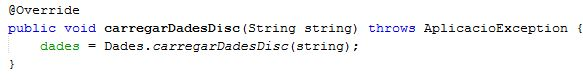 @Override
public void carregarDadesDisc(String string) throws AplicacioException {
    dades = Dades.carregarDadesDisc(string);
}